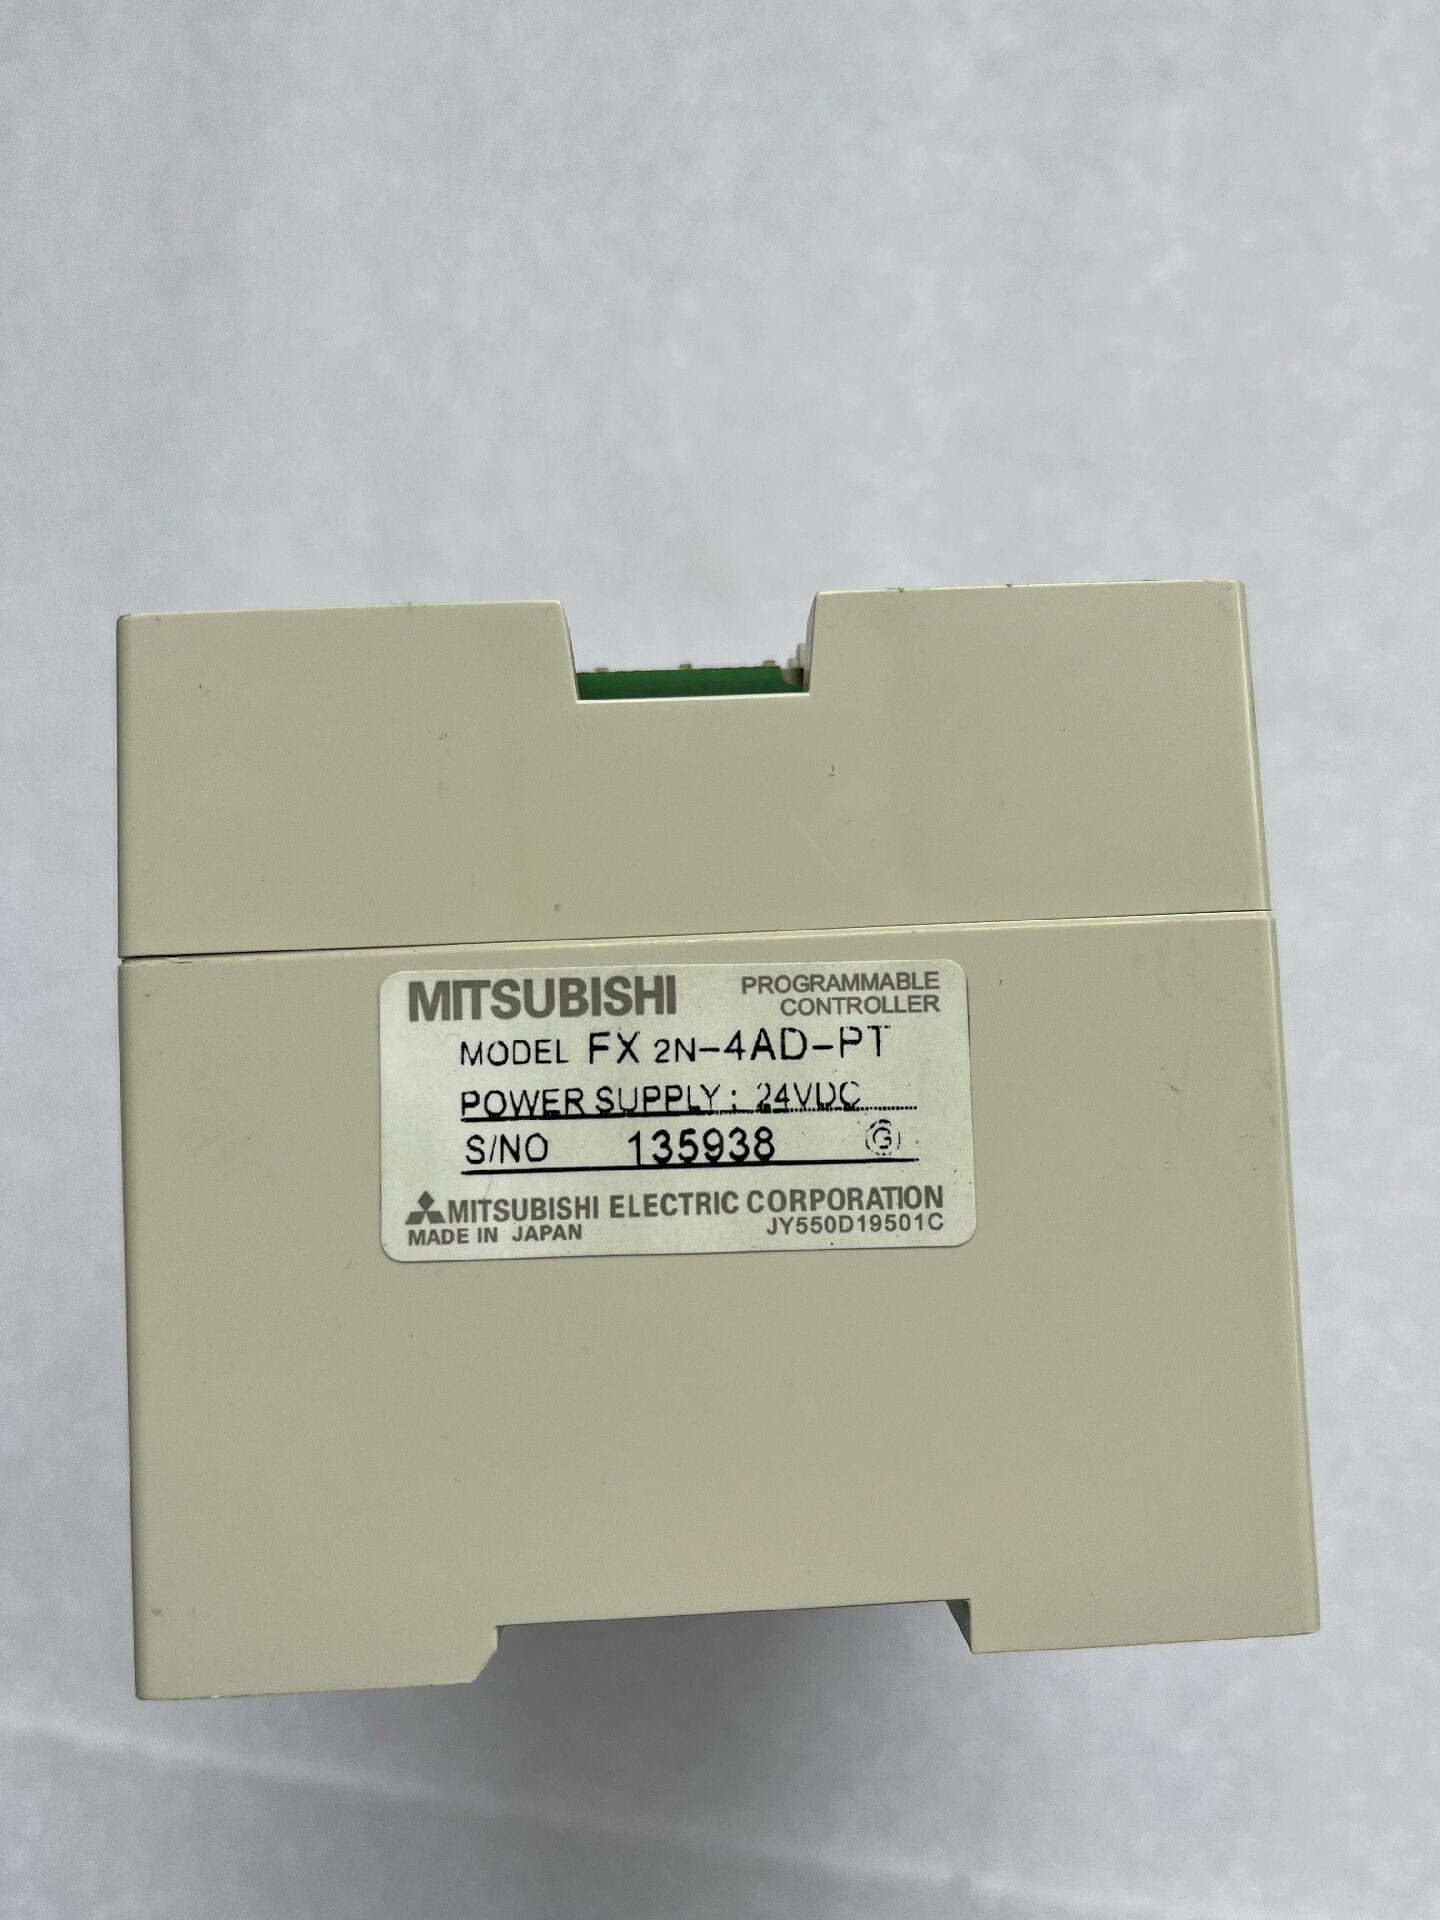 MITSUBISHI PROGRAMMABLE
CONTROLLER
MODEL FX 2N-4AD-PT
POWER SUPPLY : 24VDC
S/NO 135938 G
MITSUBISHI ELECTRIC CORPORATION
MADE IN JAPAN JY550D19501C